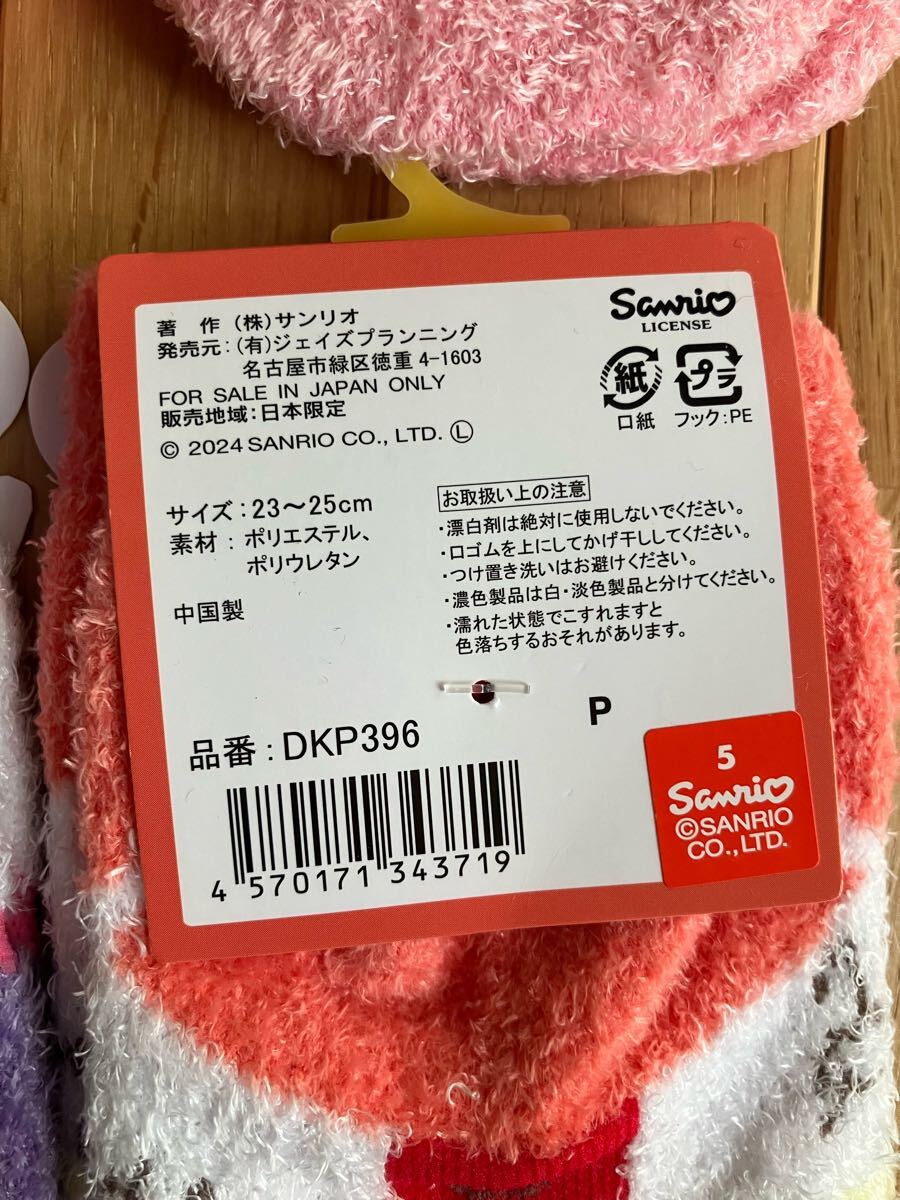 著 作 (株)サンリオ
発売元:(有)ジェイズプランニング
名古屋市緑区徳重 4-1603
FOR SALE IN JAPAN ONLY
販売地域:日本限定
© 2024 SANRIO CO., LTD. Ⓛ
Sanrio
LICENSE
紙
プラ
口紙
フック:PE
サイズ:23〜25cm
素材:ポリエステル、
ポリウレタン
中国製
お取扱い上の注意
・漂白剤は絶対に使用しないでください。
・口ゴムを上にしてかげ干ししてください。
・つけ置き洗いはお避けください。
・濃色製品は白・淡色製品と分けてください。
・濡れた状態でこすれますと
色落ちするおそれがあります。
P
品番:DKP396
4 570171 343719
5
Sanrio
©SANRIO
CO.,LTD.